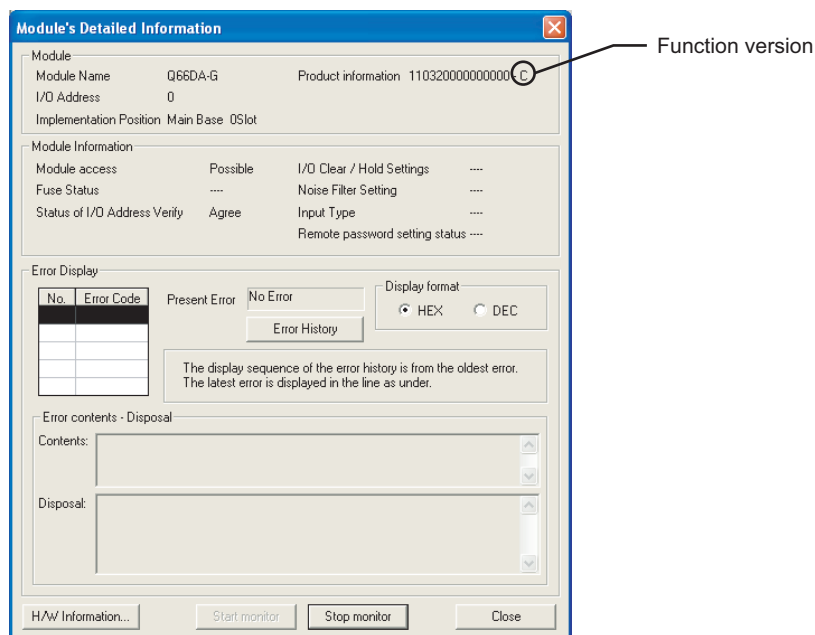 Module's Detailed Information
Function version
Module
Module Name Q66DA-G Product information 110320000000000 - C
I/O Address 0
Implementation Position Main Base 0Slot
Module Information
Module access Possible I/O Clear / Hold Settings ----
Fuse Status ---- Noise Filter Setting ----
Status of I/O Address Verify Agree Input Type ----
Remote password setting status ----
Error Display
No. Error Code Present Error No Error Display format
HEX DEC
Error History
The display sequence of the error history is from the oldest error.
The latest error is displayed in the line as under.
Error contents - Disposal
Contents:
Disposal:
H/W Information... Start monitor Stop monitor Close